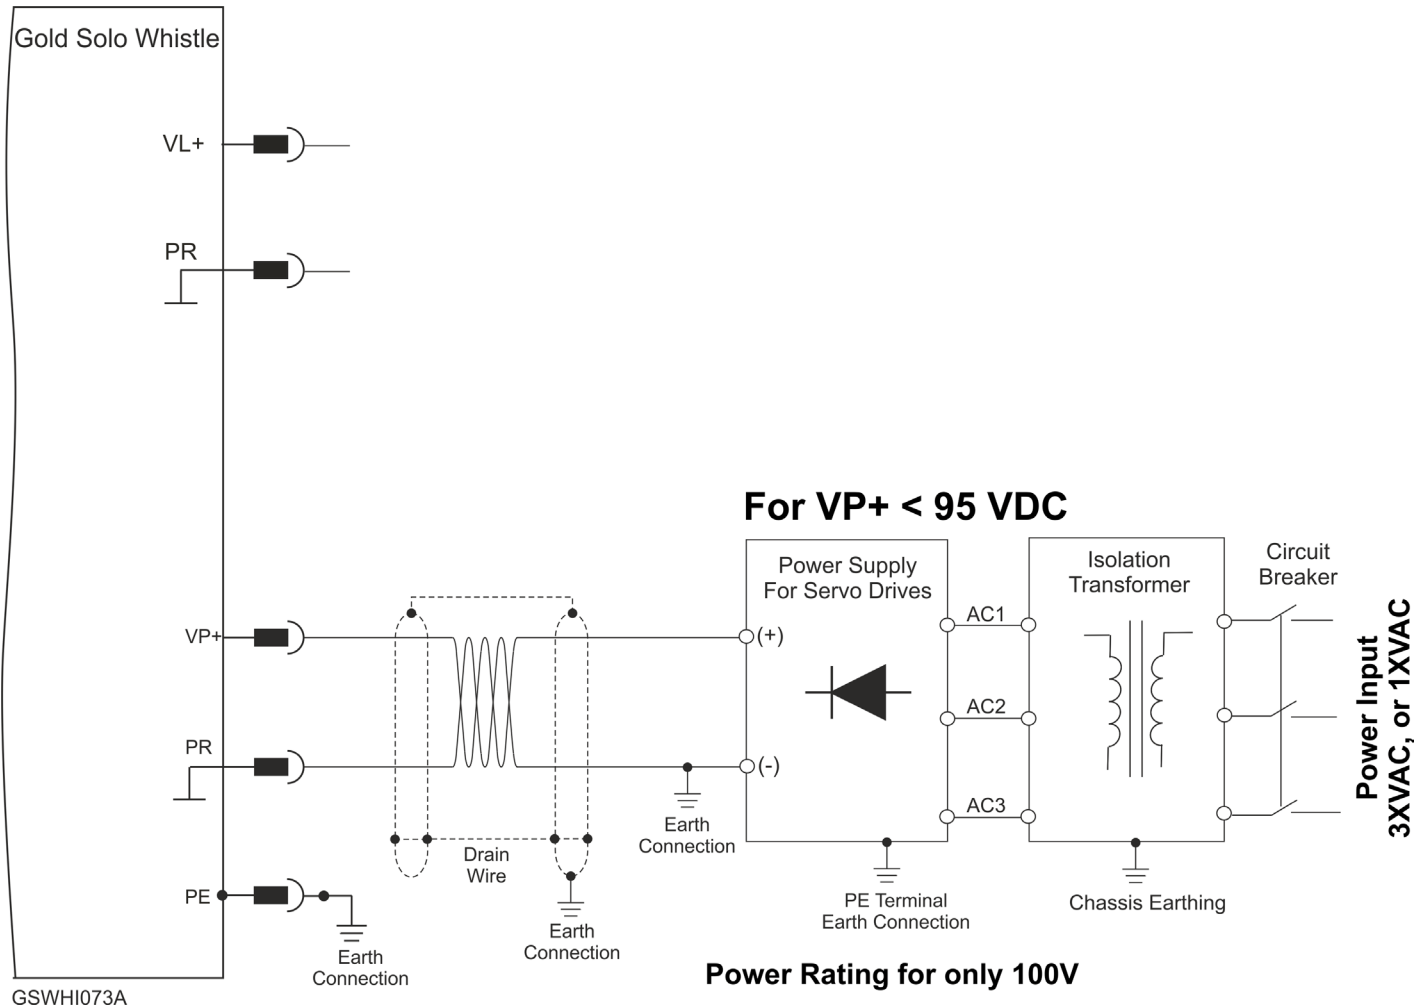 Gold Solo Whistle
VL+
PR
For VP+ < 95 VDC
Power Supply
For Servo Drives
Isolation
Transformer
Circuit
Breaker
AC1
VP+
(+)
AC2
PR
(-)
AC3
Power Input
3XVAC, or 1XVAC
Earth
Connection
Drain
Wire
PE
PE Terminal
Earth Connection
Chassis Earthing
Earth
Connection
Earth
Connection
Power Rating for only 100V
GSWHI073A